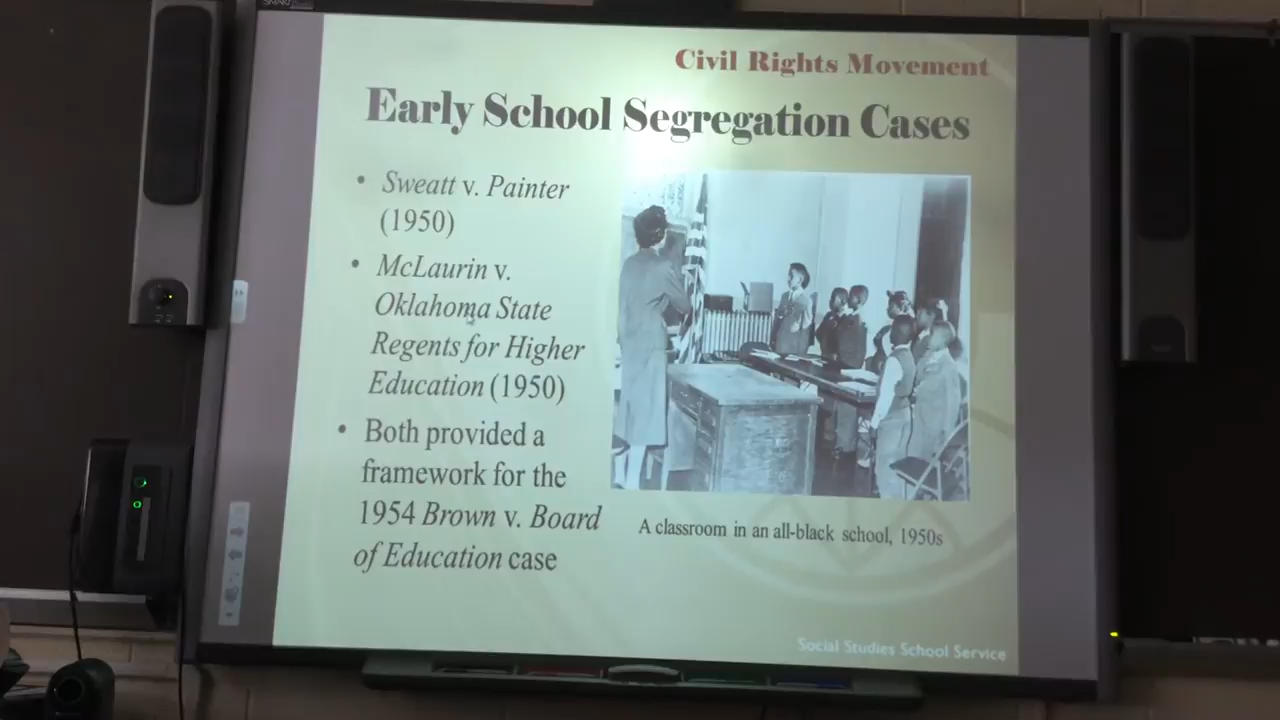 Civil Rights Movement
Early School Segregation Cases
• Sweatt v. Painter
(1950)
• McLaurin v.
Oklahoma State
Regents for Higher
Education (1950)
• Both provided a
framework for the
1954 Brown v. Board
of Education case
A classroom in an all-black school, 1950s
Social Studies School Service